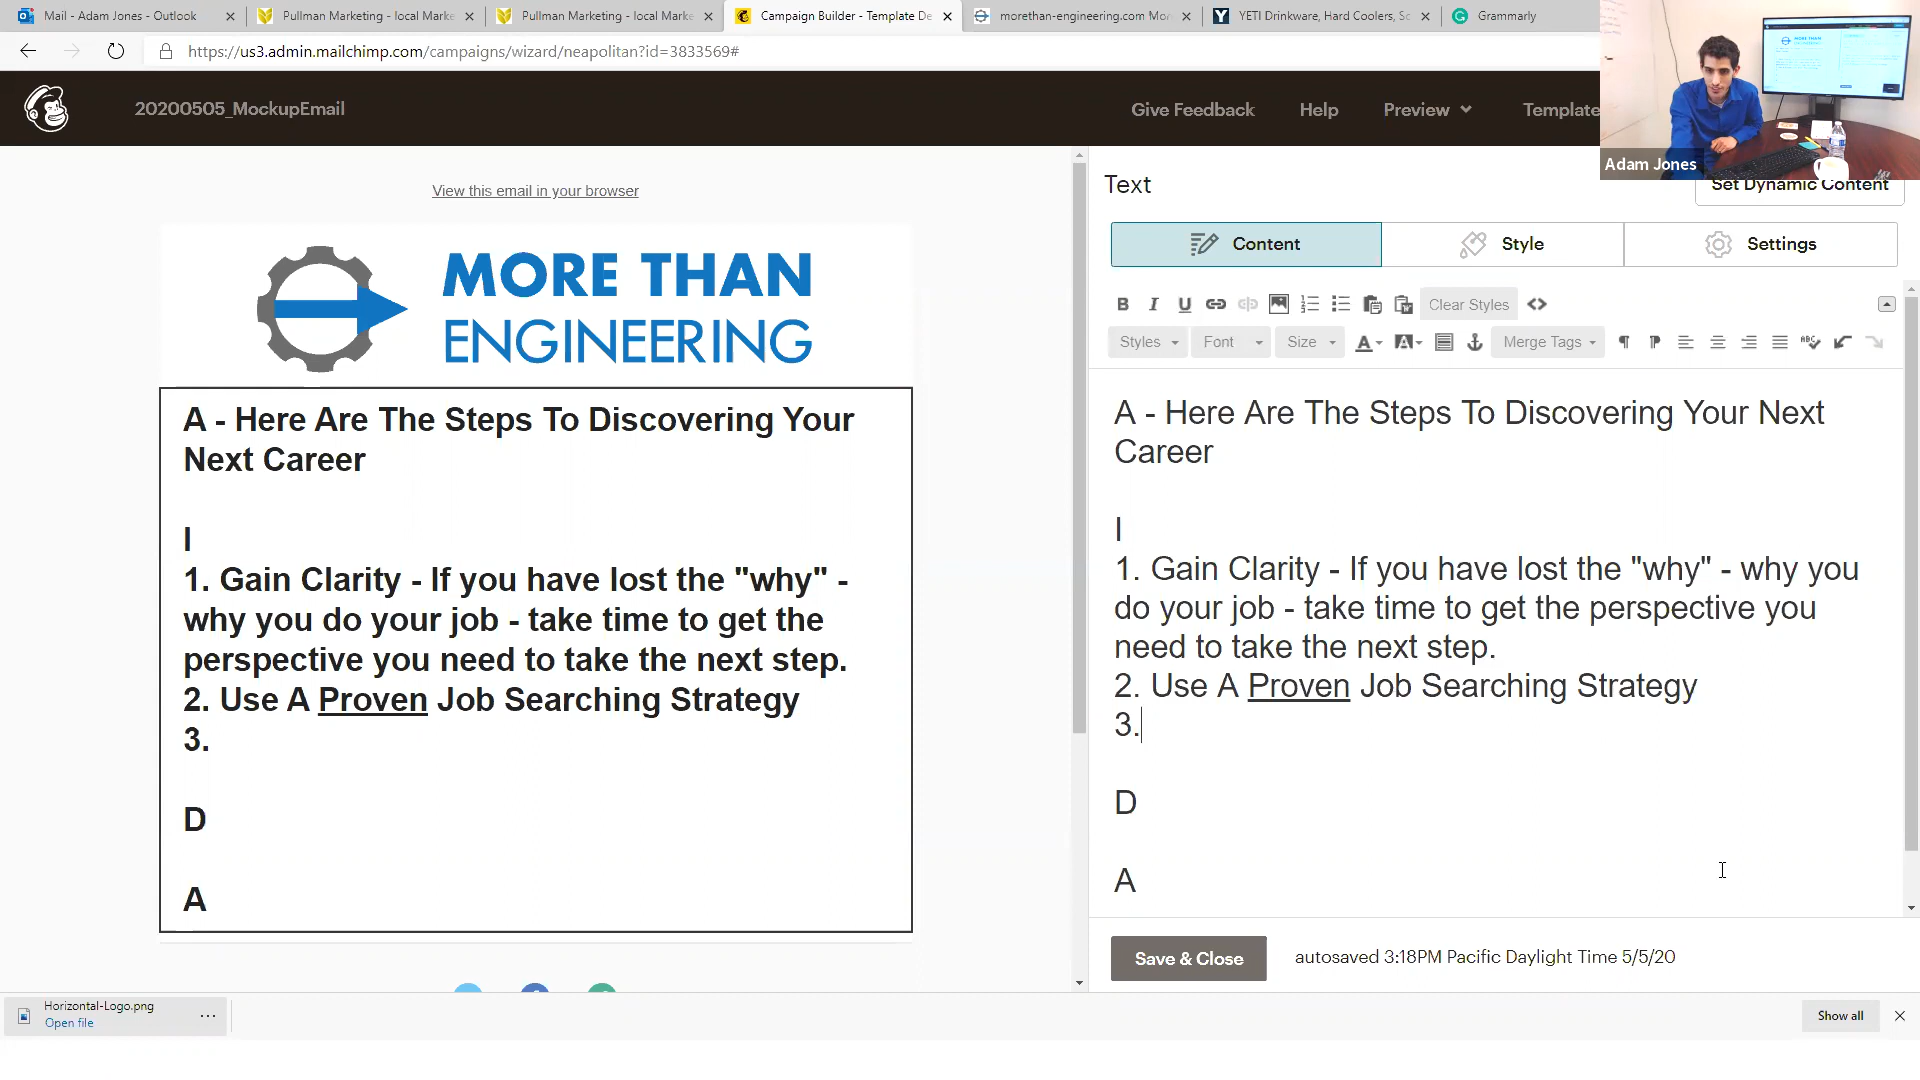 Mail - Adam Jones - Outlook
Pullman Marketing - local Marke
Pullman Marketing - local Marke
Campaign Builder - Template De
morethan-engineering.com Mor
YETI Drinkware, Hard Coolers, Sc
Grammarly
https://us3.admin.mailchimp.com/campaigns/wizard/neapolitan?id=3833569#
20200505_MockupEmail
Give Feedback
Help
Preview
Template
Adam Jones
View this email in your browser
MORE THAN
ENGINEERING
A - Here Are The Steps To Discovering Your
Next Career
I
1. Gain Clarity - If you have lost the "why" -
why you do your job - take time to get the
perspective you need to take the next step.
2. Use A Proven Job Searching Strategy
3.
D
A
Text
Set Dynamic Content
Content
Style
Settings
B I U
Clear Styles
Styles
Font
Size
A
A
Merge Tags
ABC
A - Here Are The Steps To Discovering Your Next
Career
I
1. Gain Clarity - If you have lost the "why" - why you
do your job - take time to get the perspective you
need to take the next step.
2. Use A Proven Job Searching Strategy
3.
D
A
Save & Close
autosaved 3:18PM Pacific Daylight Time 5/5/20
Horizontal-Logo.png
Open file
Show all